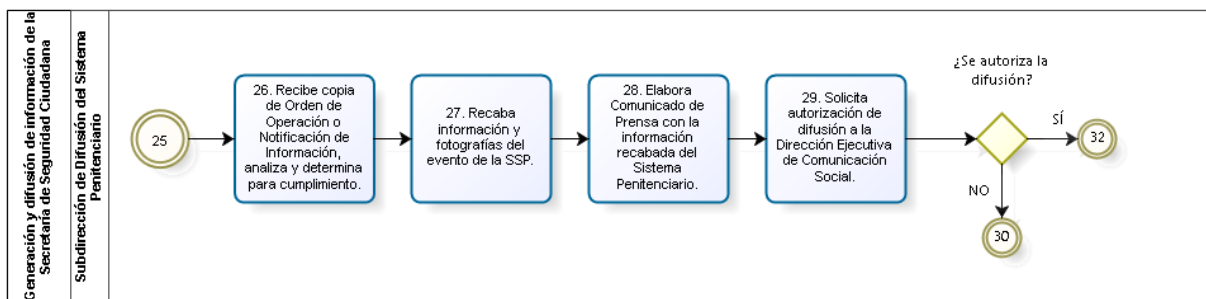 Generación y difusión de información de la
Secretaría de Seguridad Ciudadana
Subdirección de Difusión del Sistema
Penitenciario
25
26. Recibe copia
de Orden de
Operación o
Notificación de
Información,
analiza y determina
para cumplimiento.
27. Recaba
información y
fotografías del
evento de la SSP.
28. Elabora
Comunicado de
Prensa con la
información
recabada del
Sistema
Penitenciario.
29. Solicita
autorización de
difusión a la
Dirección Ejecutiva
de Comunicación
Social.
¿Se autoriza la
difusión?
SÍ
32
NO
30